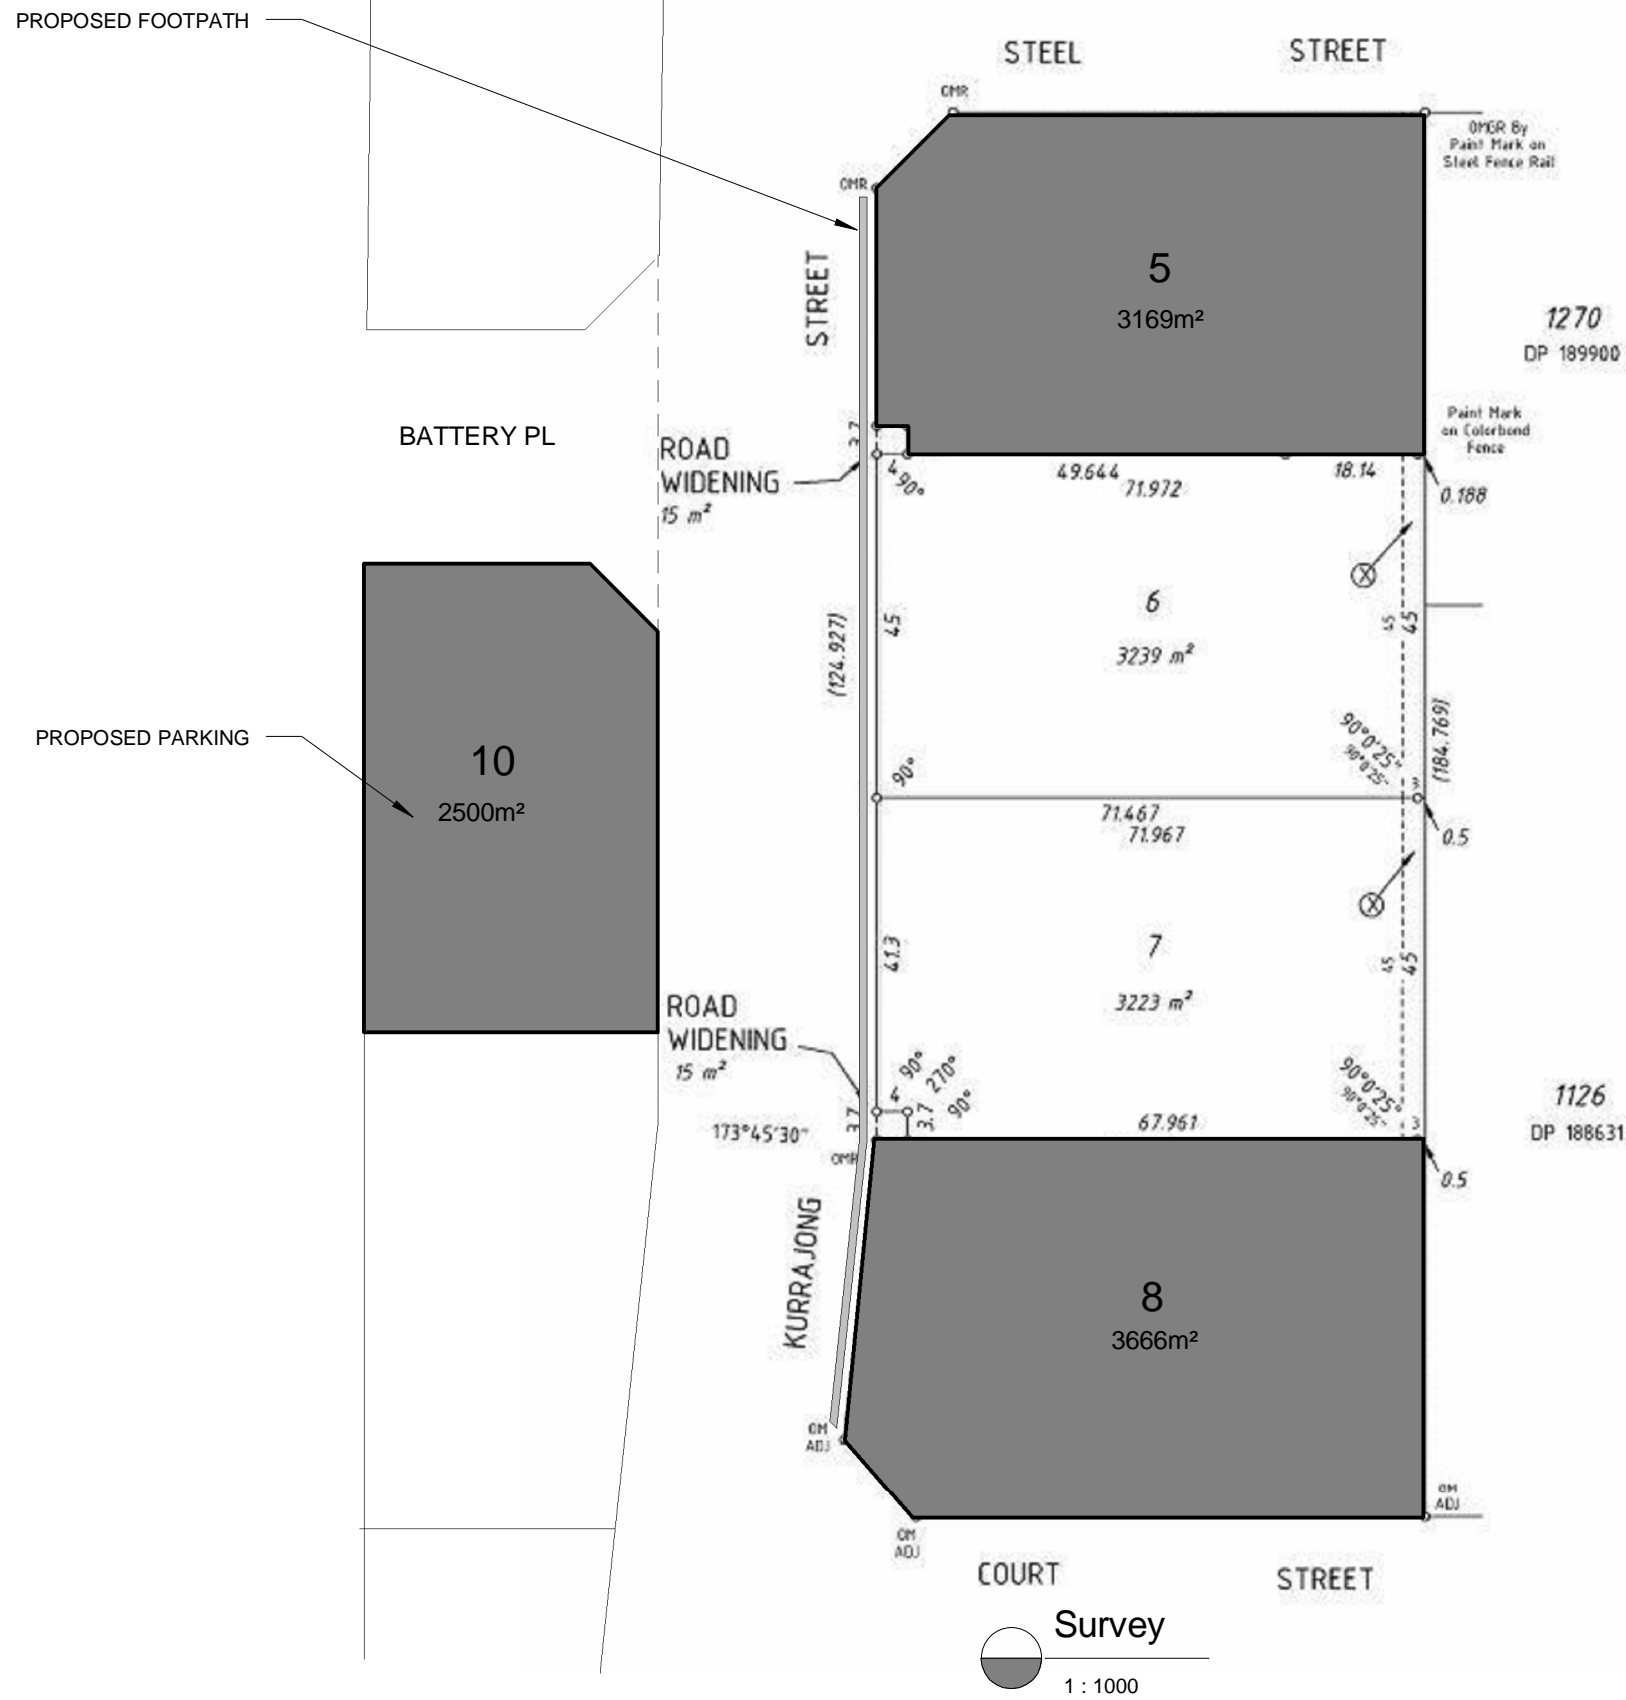 PROPOSED FOOTPATH
STEEL STREET
OMR
OMGR By
Paint Mark on
Steel Fence Rail
OMR
STREET
5
3169m²
1270
DP 189900
BATTERY PL
ROAD
WIDENING
15 m²
3.7
4
90°
49.644
71.972
18.14
Paint Mark
on Colorbond
Fence
0.188
X
6
3239 m²
(124.927)
45
45
45
90°
90°0'25"
90°0'25"
(184.769)
3
PROPOSED PARKING
10
2500m²
71.467
71.967
0.5
X
7
3223 m²
41.3
45
45
ROAD
WIDENING
15 m²
4
90°
270°
90°
3.7
3.7
173°45'30"
OMR
67.961
90°0'25"
90°0'25"
3
0.5
1126
DP 188631
KURRAJONG
8
3666m²
OM
ADJ
OM
ADJ
OM
ADJ
COURT STREET
Survey
1 : 1000